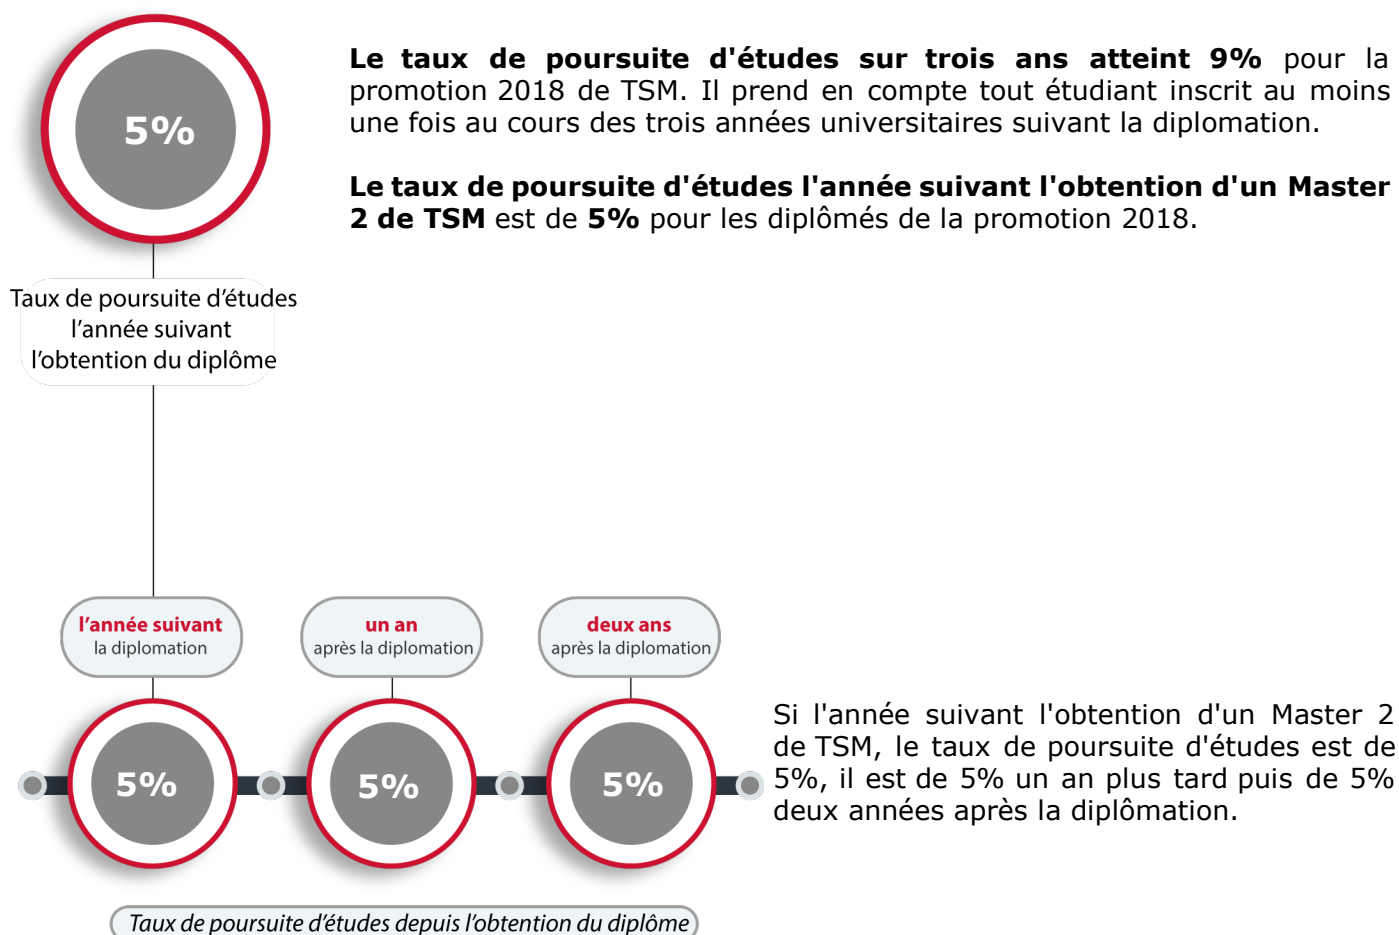 5%
Le taux de poursuite d'études sur trois ans atteint 9% pour la
promotion 2018 de TSM. Il prend en compte tout étudiant inscrit au moins
une fois au cours des trois années universitaires suivant la diplomation.
Le taux de poursuite d'études l'année suivant l'obtention d'un Master
2 de TSM est de 5% pour les diplômés de la promotion 2018.
Taux de poursuite d’études
l’année suivant
l’obtention du diplôme
l’année suivant
la diplomation
un an
après la diplomation
deux ans
après la diplomation
5%
5%
5%
Si l'année suivant l'obtention d'un Master 2
de TSM, le taux de poursuite d'études est de
5%, il est de 5% un an plus tard puis de 5%
deux années après la diplômation.
Taux de poursuite d’études depuis l’obtention du diplôme